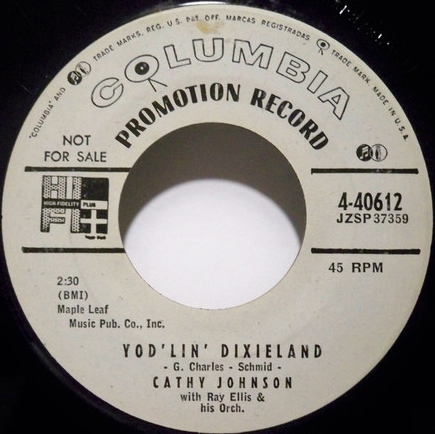 "COLUMBIA" AND TRADE MARKS, REG. U.S. PAT. OFF. MARCAS REGISTRADAS. TRADE MARK. MADE IN U.S.A.
COLUMBIA
PROMOTION RECORD
NOT
FOR SALE
HI
HIGH-FIDELITY PLUS
FI
4-40612
JZSP 37359
45 RPM
2:30
(BMI)
Maple Leaf
Music Pub. Co., Inc.
YOD'LIN' DIXIELAND
- G. Charles - Schmid -
CATHY JOHNSON
with Ray Ellis &
his Orch.